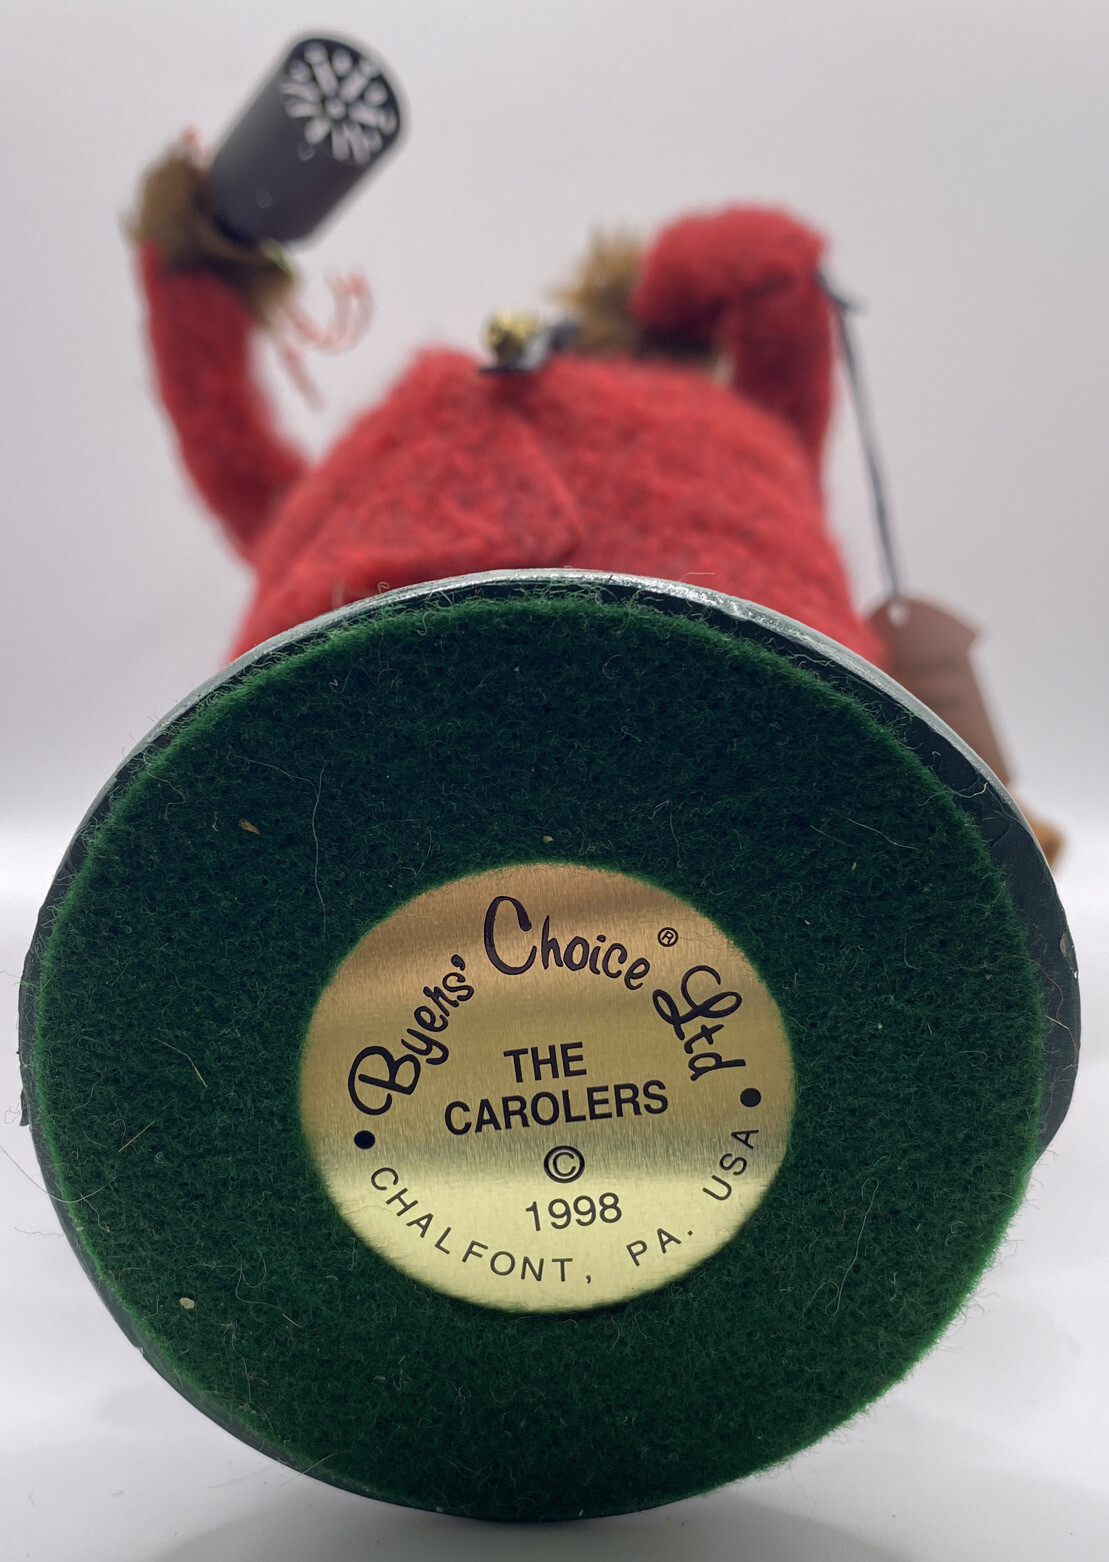 Byers' Choice® Ltd
THE
CAROLERS
©
1998
CHALFONT, PA. USA